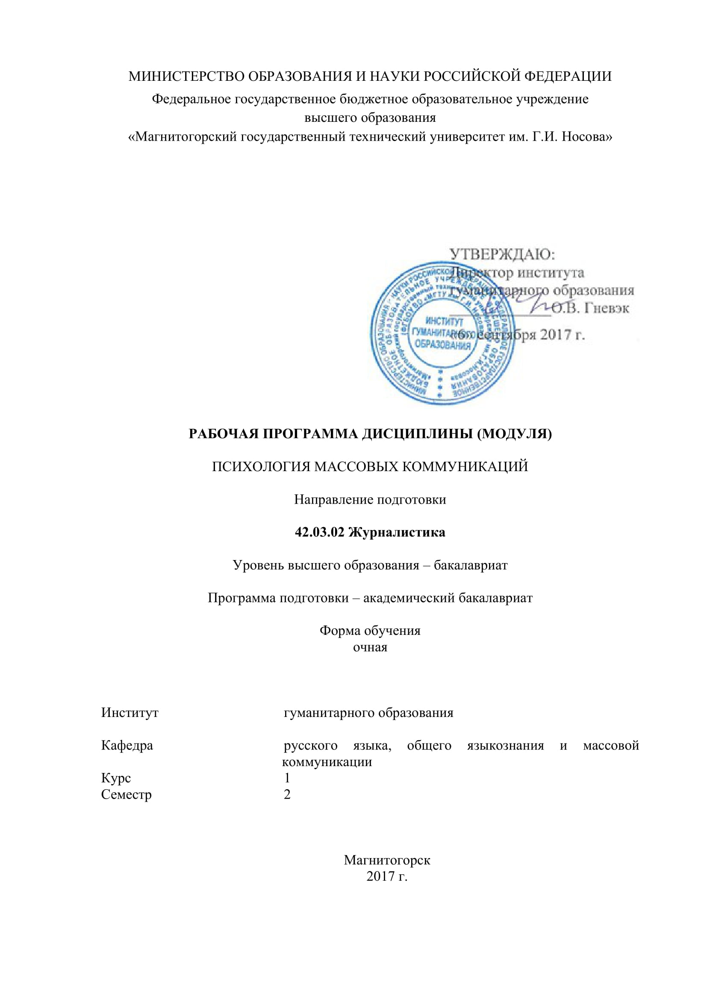 МИНИСТЕРСТВО ОБРАЗОВАНИЯ И НАУКИ РОССИЙСКОЙ ФЕДЕРАЦИИ
Федеральное государственное бюджетное образовательное учреждение
высшего образования
«Магнитогорский государственный технический университет им. Г.И. Носова»
УТВЕРЖДАЮ:
Директор института
гуманитарного образования
О.В. Гневэк
«6» сентября 2017 г.
ИНСТИТУТ
ГУМАНИТАРНОГО
ОБРАЗОВАНИЯ
РАБОЧАЯ ПРОГРАММА ДИСЦИПЛИНЫ (МОДУЛЯ)
ПСИХОЛОГИЯ МАССОВЫХ КОММУНИКАЦИЙ
Направление подготовки
42.03.02 Журналистика
Уровень высшего образования – бакалавриат
Программа подготовки – академический бакалавриат
Форма обучения
очная
Институт гуманитарного образования
Кафедра русского языка, общего языкознания и массовой
коммуникации
Курс 1
Семестр 2
Магнитогорск
2017 г.